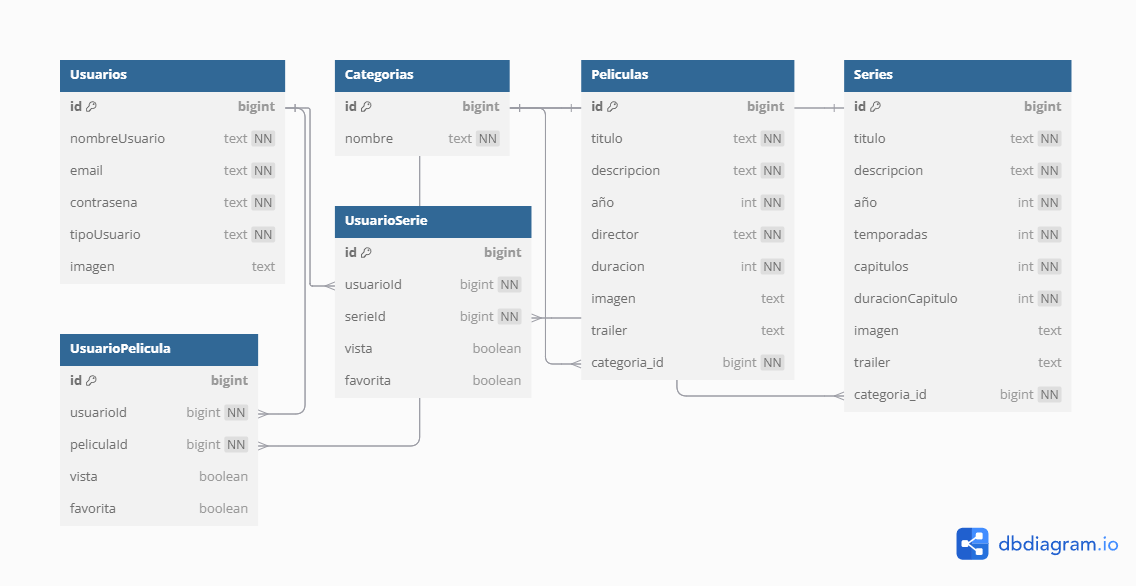 Usuarios
id bigint
nombreUsuario text NN
email text NN
contrasena text NN
tipoUsuario text NN
imagen text
Categorias
id bigint
nombre text NN
UsuarioSerie
id bigint
usuarioId bigint NN
serieId bigint NN
vista boolean
favorita boolean
Peliculas
id bigint
titulo text NN
descripcion text NN
año int NN
director text NN
duracion int NN
imagen text
trailer text
categoria_id bigint NN
Series
id bigint
titulo text NN
descripcion text NN
año int NN
temporadas int NN
capitulos int NN
duracionCapitulo int NN
imagen text
trailer text
categoria_id bigint NN
UsuarioPelicula
id bigint
usuarioId bigint NN
peliculaId bigint NN
vista boolean
favorita boolean
dbdiagram.io